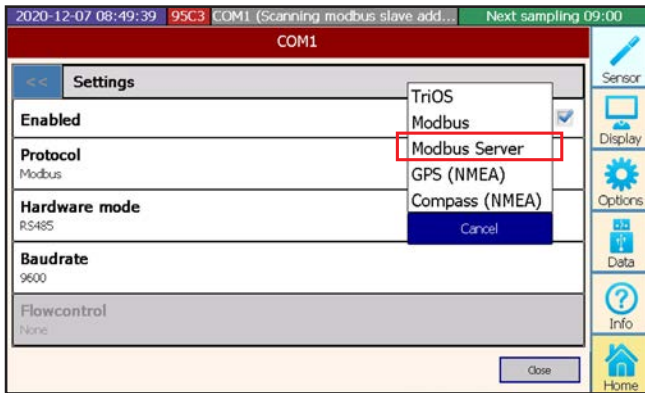 2020-12-07 08:49:39 95C3 COM1 (Scanning modbus slave add... Next sampling 09:00
COM1
<< Settings
Enabled
Protocol
Modbus
Hardware mode
RS485
Baudrate
9600
Flowcontrol
None
TriOS
Modbus
Modbus Server
GPS (NMEA)
Compass (NMEA)
Cancel
Close
Sensor
Display
Options
Data
Info
Home